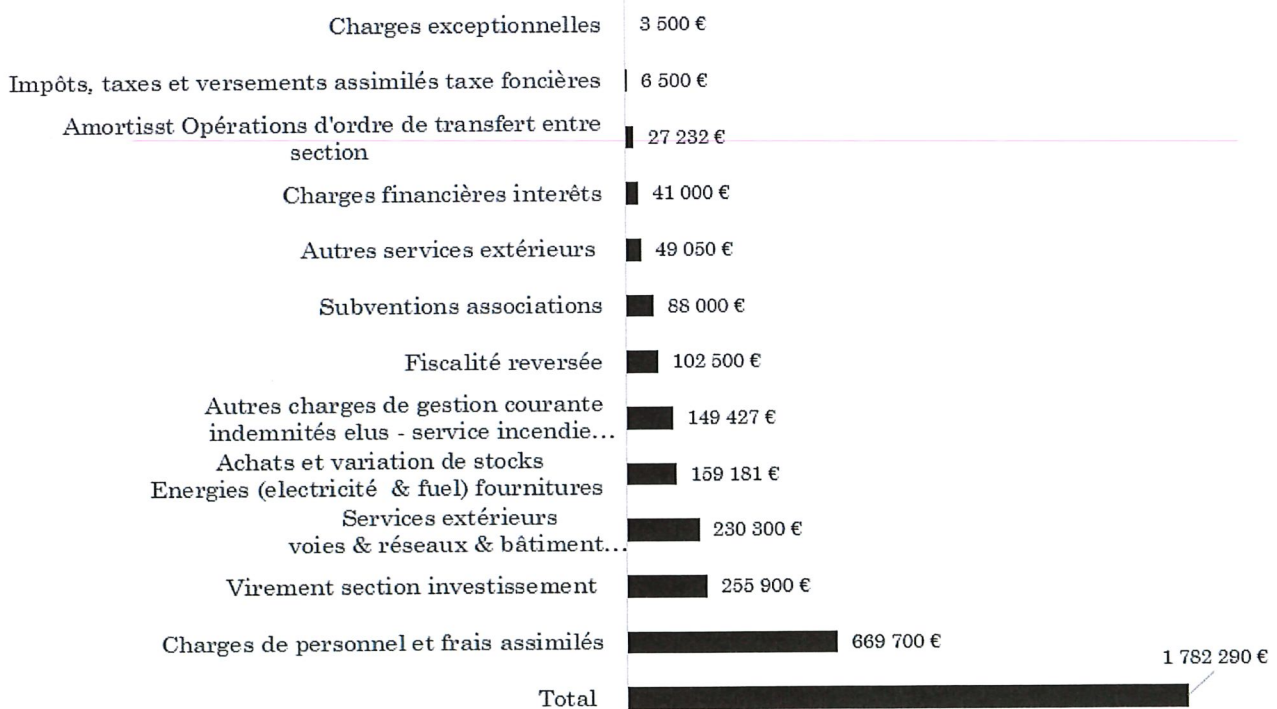 Charges exceptionnelles 3 500 €
Impôts, taxes et versements assimilés taxe foncières 6 500 €
Amortisst Opérations d'ordre de transfert entre
section 27 232 €
Charges financières interêts 41 000 €
Autres services extérieurs 49 050 €
Subventions associations 88 000 €
Fiscalité reversée 102 500 €
Autres charges de gestion courante
indemnités elus - service incendie... 149 427 €
Achats et variation de stocks
Energies (electricité & fuel) fournitures 159 181 €
Services extérieurs
voies & réseaux & bâtiment... 230 300 €
Virement section investissement 255 900 €
Charges de personnel et frais assimilés 669 700 €
Total 1 782 290 €